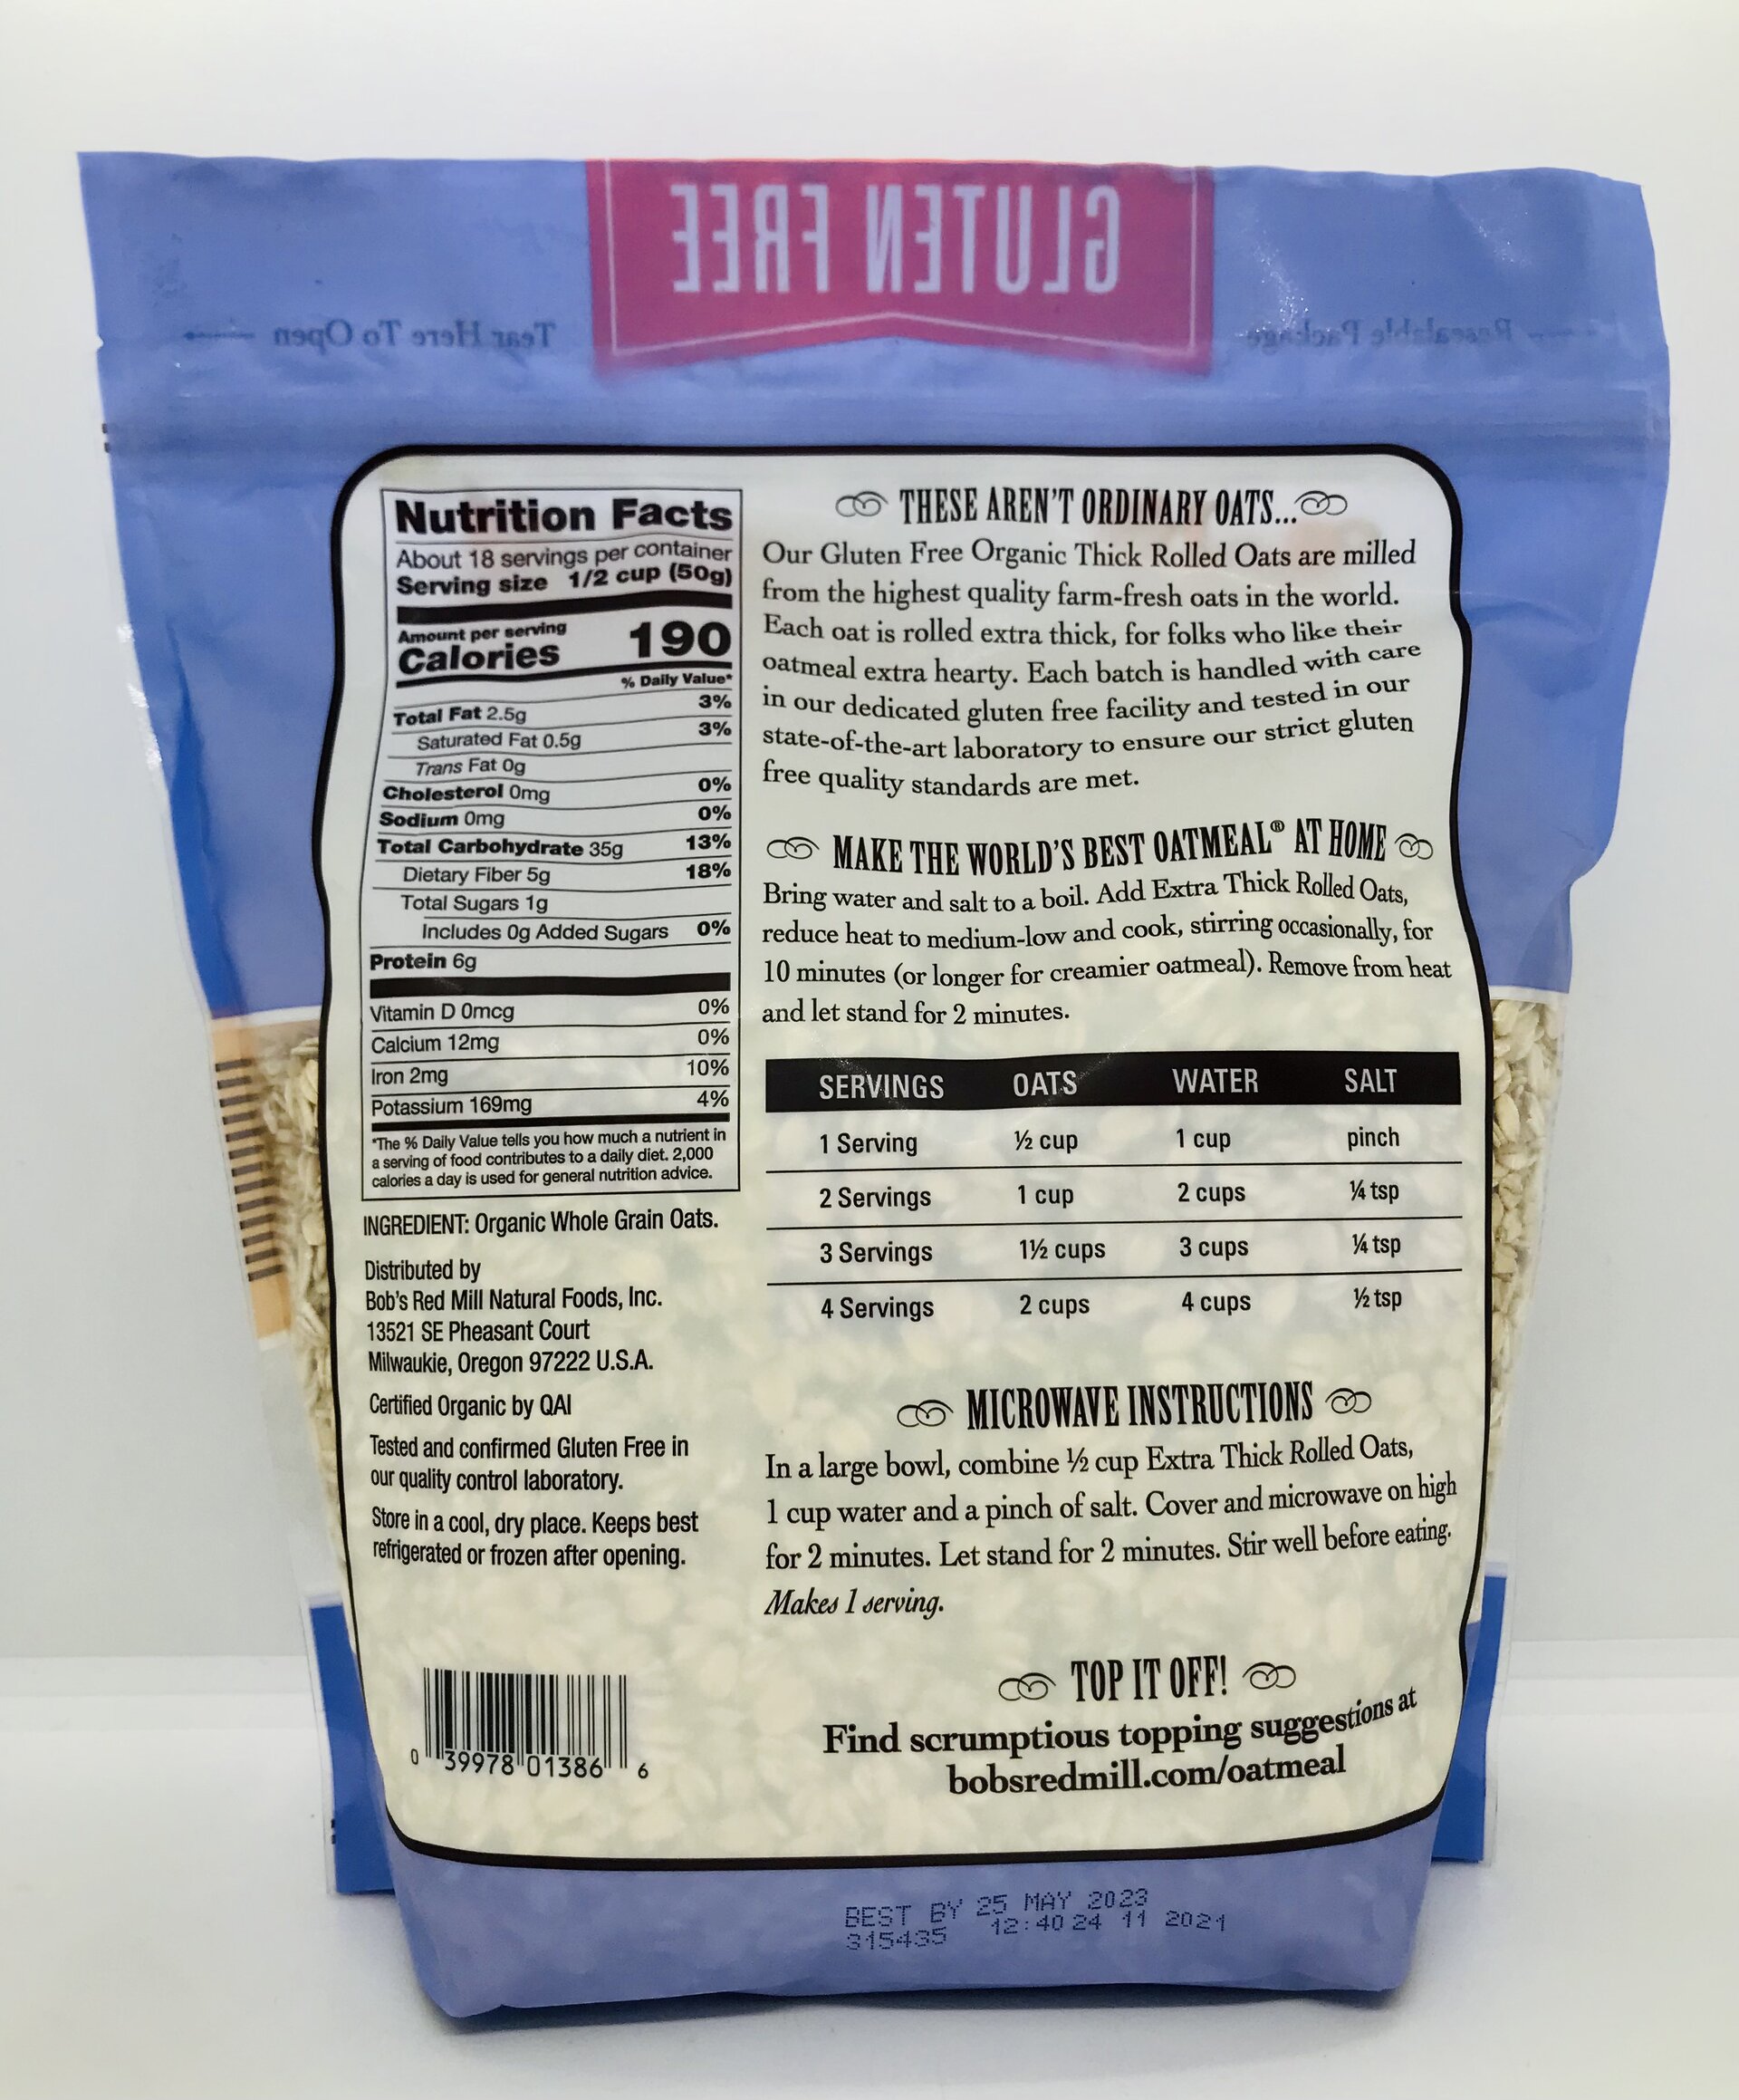 GLUTEN FREE
Tear Here To Open
Resealable Package
Nutrition Facts
About 18 servings per container
Serving size 1/2 cup (50g)
Amount per serving
Calories 190
% Daily Value*
Total Fat 2.5g 3%
Saturated Fat 0.5g 3%
Trans Fat 0g
Cholesterol 0mg 0%
Sodium 0mg 0%
Total Carbohydrate 35g 13%
Dietary Fiber 5g 18%
Total Sugars 1g
Includes 0g Added Sugars 0%
Protein 6g
Vitamin D 0mcg 0%
Calcium 12mg 0%
Iron 2mg 10%
Potassium 169mg 4%
*The % Daily Value tells you how much a nutrient in
a serving of food contributes to a daily diet. 2,000
calories a day is used for general nutrition advice.
INGREDIENT: Organic Whole Grain Oats.
Distributed by
Bob's Red Mill Natural Foods, Inc.
13521 SE Pheasant Court
Milwaukie, Oregon 97222 U.S.A.
Certified Organic by QAI
Tested and confirmed Gluten Free in
our quality control laboratory.
Store in a cool, dry place. Keeps best
refrigerated or frozen after opening.
0 39978 01386 6
THESE AREN'T ORDINARY OATS...
Our Gluten Free Organic Thick Rolled Oats are milled
from the highest quality farm-fresh oats in the world.
Each oat is rolled extra thick, for folks who like their
oatmeal extra hearty. Each batch is handled with care
in our dedicated gluten free facility and tested in our
state-of-the-art laboratory to ensure our strict gluten
free quality standards are met.
MAKE THE WORLD'S BEST OATMEAL® AT HOME
Bring water and salt to a boil. Add Extra Thick Rolled Oats,
reduce heat to medium-low and cook, stirring occasionally, for
10 minutes (or longer for creamier oatmeal). Remove from heat
and let stand for 2 minutes.
SERVINGS OATS WATER SALT
1 Serving ½ cup 1 cup pinch
2 Servings 1 cup 2 cups ¼ tsp
3 Servings 1½ cups 3 cups ¼ tsp
4 Servings 2 cups 4 cups ½ tsp
MICROWAVE INSTRUCTIONS
In a large bowl, combine ½ cup Extra Thick Rolled Oats,
1 cup water and a pinch of salt. Cover and microwave on high
for 2 minutes. Let stand for 2 minutes. Stir well before eating.
Makes 1 serving.
TOP IT OFF!
Find scrumptious topping suggestions at
bobsredmill.com/oatmeal
BEST BY 25 MAY 2023
315435 12:40 24 11 2021